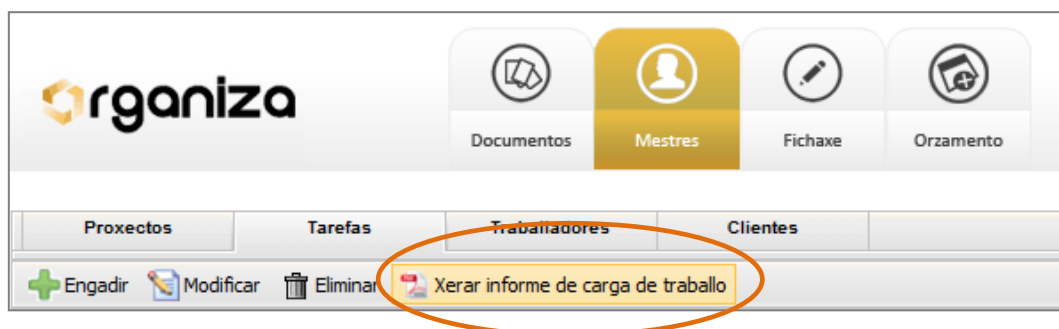 Organiza
Documentos Mestres Fichaxe Orzamento
Proxectos Tarefas Traballadores Clientes
Engadir Modificar Eliminar Xerar informe de carga de traballo